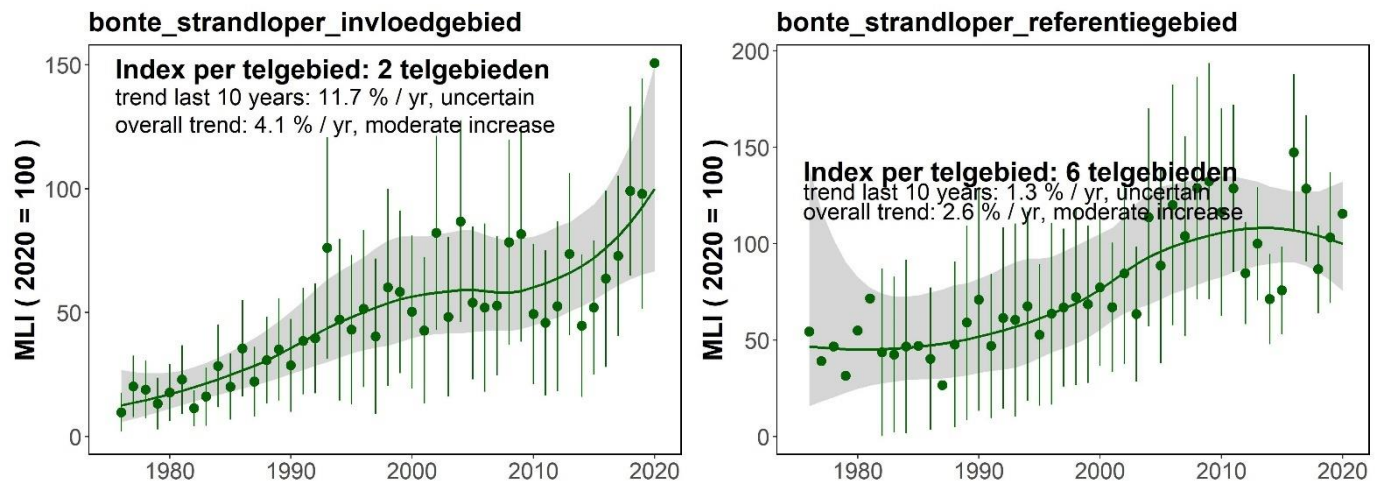 bonte_strandloper_invloedgebied
Index per telgebied: 2 telgebieden
trend last 10 years: 11.7 % / yr, uncertain
overall trend: 4.1 % / yr, moderate increase
MLI ( 2020 = 100 )
150
100
50
0
1980
1990
2000
2010
2020
bonte_strandloper_referentiegebied
Index per telgebied: 6 telgebieden
trend last 10 years: 1.3 % / yr, uncertain
overall trend: 2.6 % / yr, moderate increase
MLI ( 2020 = 100 )
200
150
100
50
0
1980
1990
2000
2010
2020